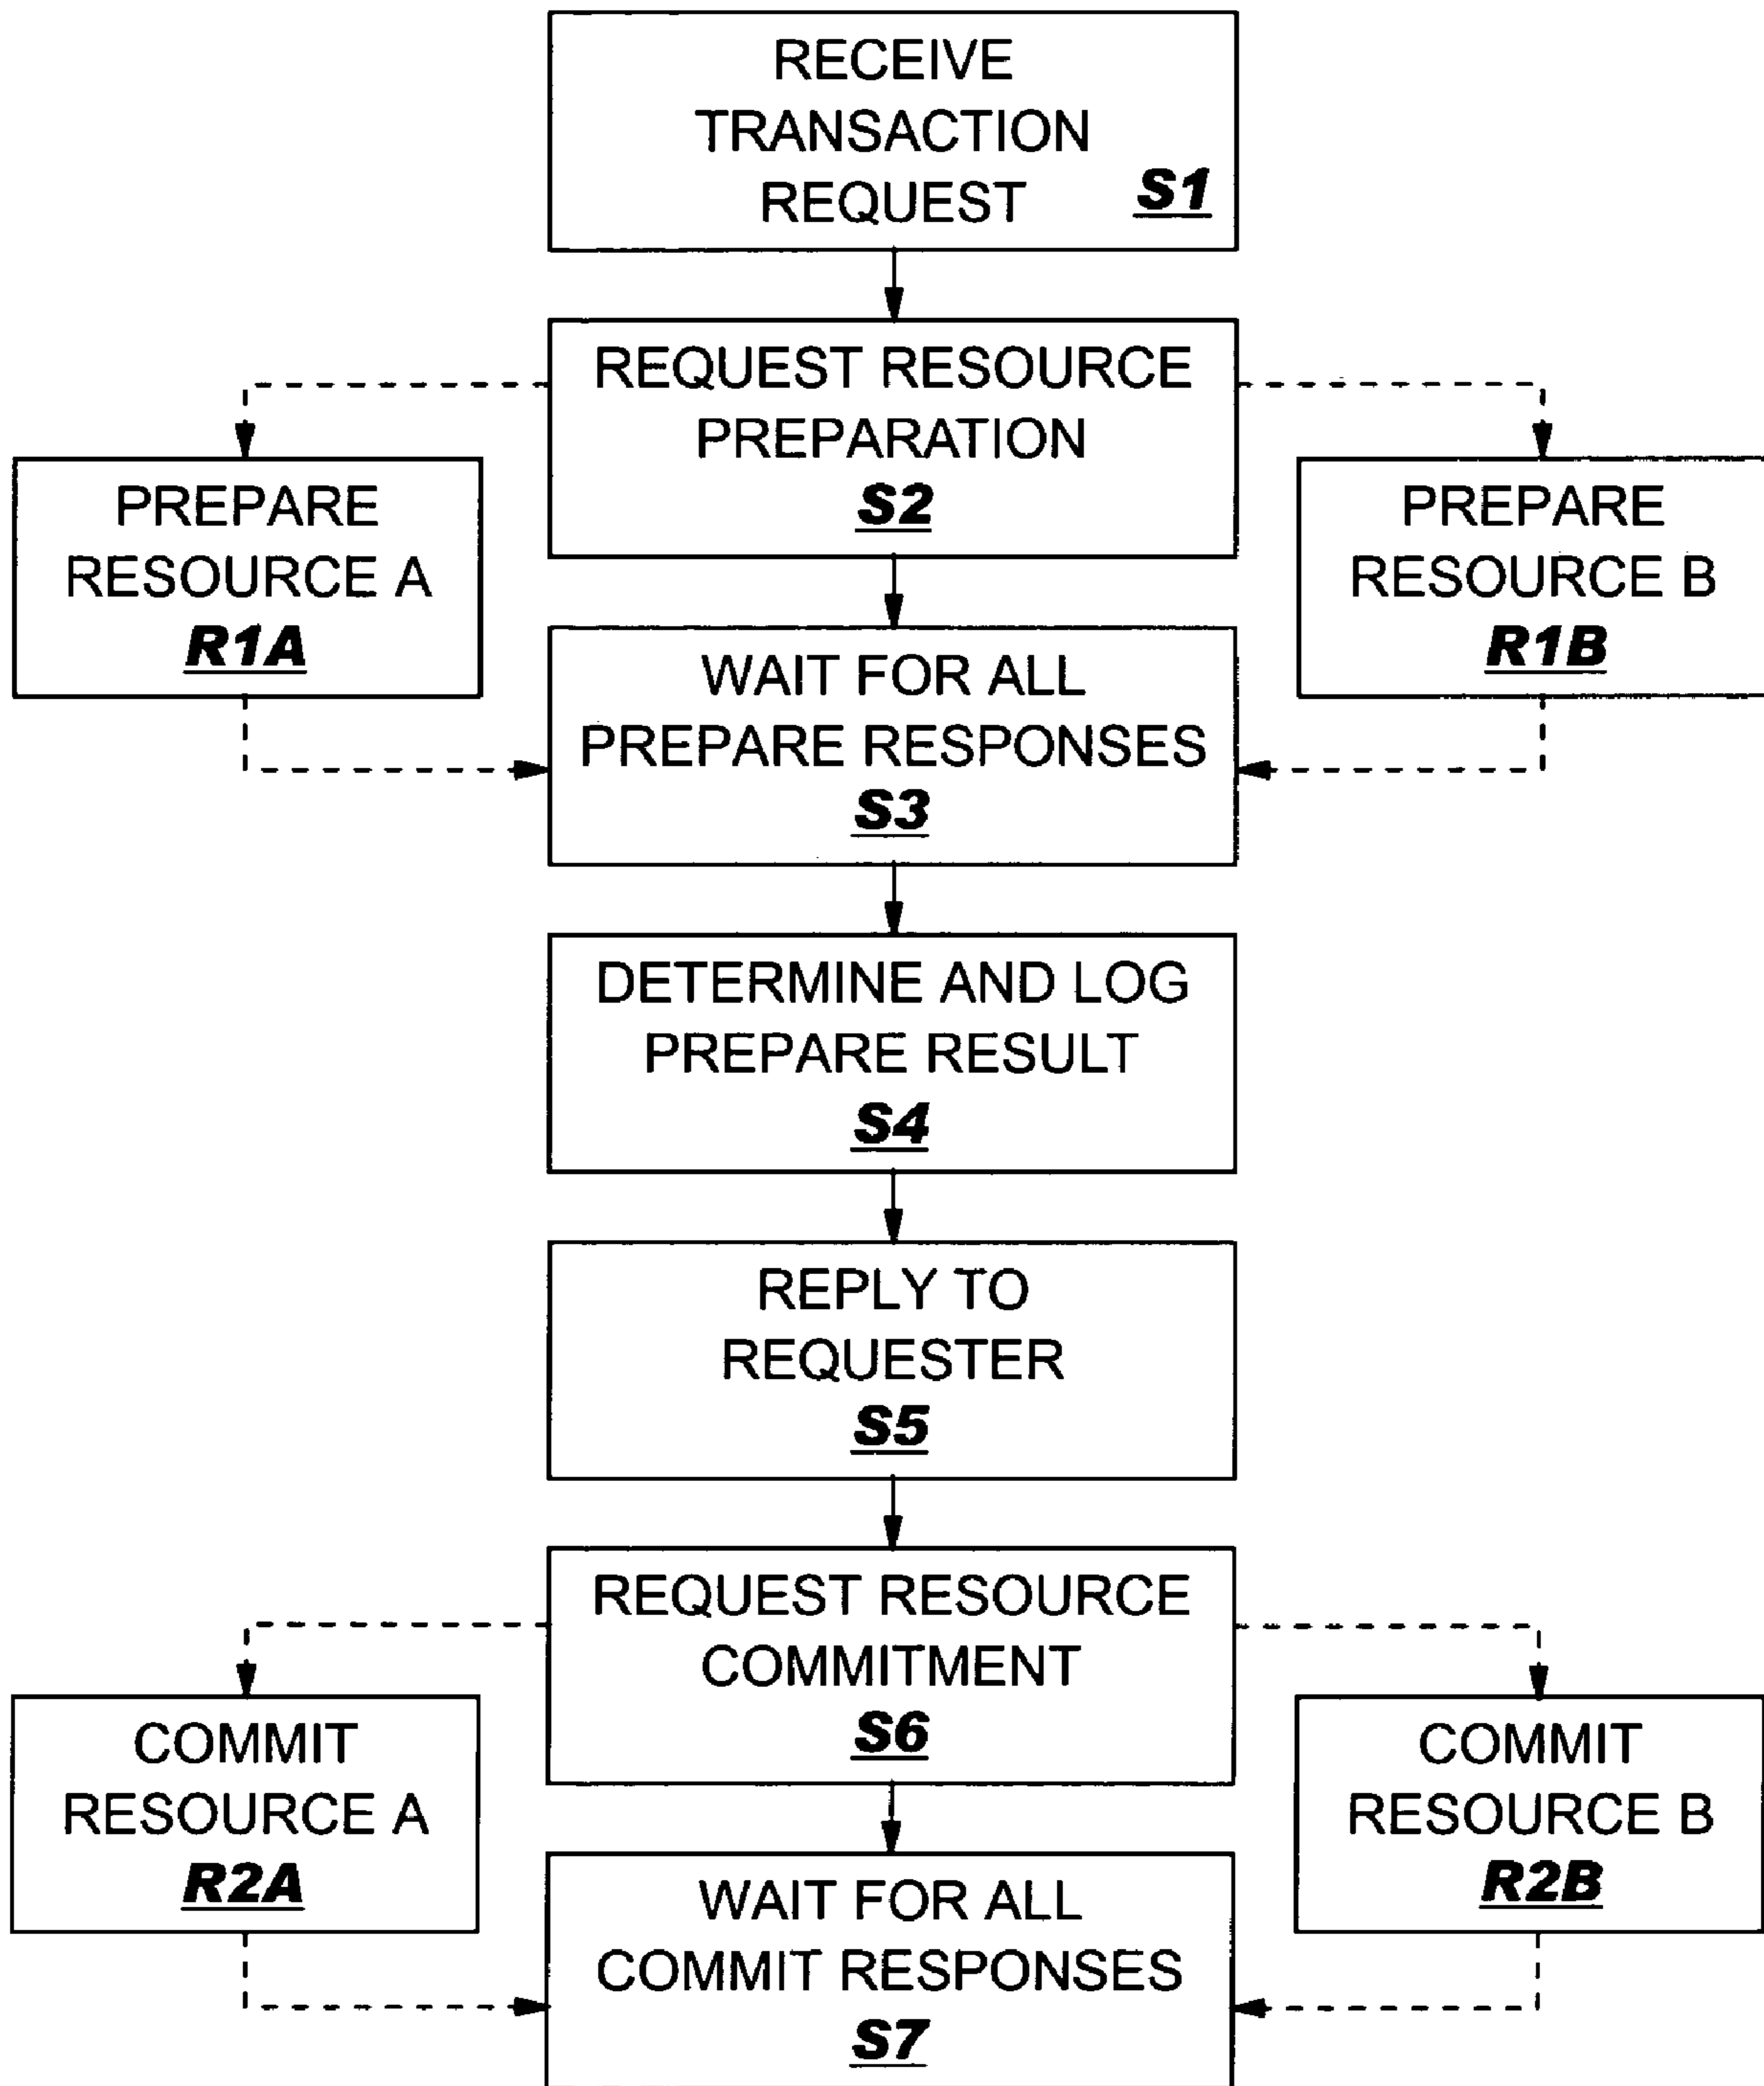 RECEIVE
TRANSACTION
REQUEST
S1
REQUEST RESOURCE
PREPARATION
S2
PREPARE
RESOURCE A
R1A
PREPARE
RESOURCE B
R1B
WAIT FOR ALL
PREPARE RESPONSES
S3
DETERMINE AND LOG
PREPARE RESULT
S4
REPLY TO
REQUESTER
S5
REQUEST RESOURCE
COMMITMENT
S6
COMMIT
RESOURCE A
R2A
COMMIT
RESOURCE B
R2B
WAIT FOR ALL
COMMIT RESPONSES
S7